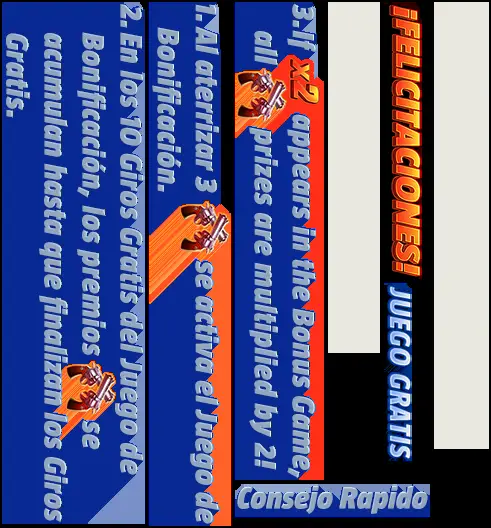 1.Al aterrizar 3 se activa el Juego de
Bonificación.
2. En los 10 Giros Gratis del Juego de
Bonificación, los premios se
acumulan hasta que finalizan los Giros
Gratis.
3.If x2 appears in the Bonus Game,
all prizes are multiplied by 2!
¡FELICITACIONES!
JUEGO GRATIS
Consejo Rapido